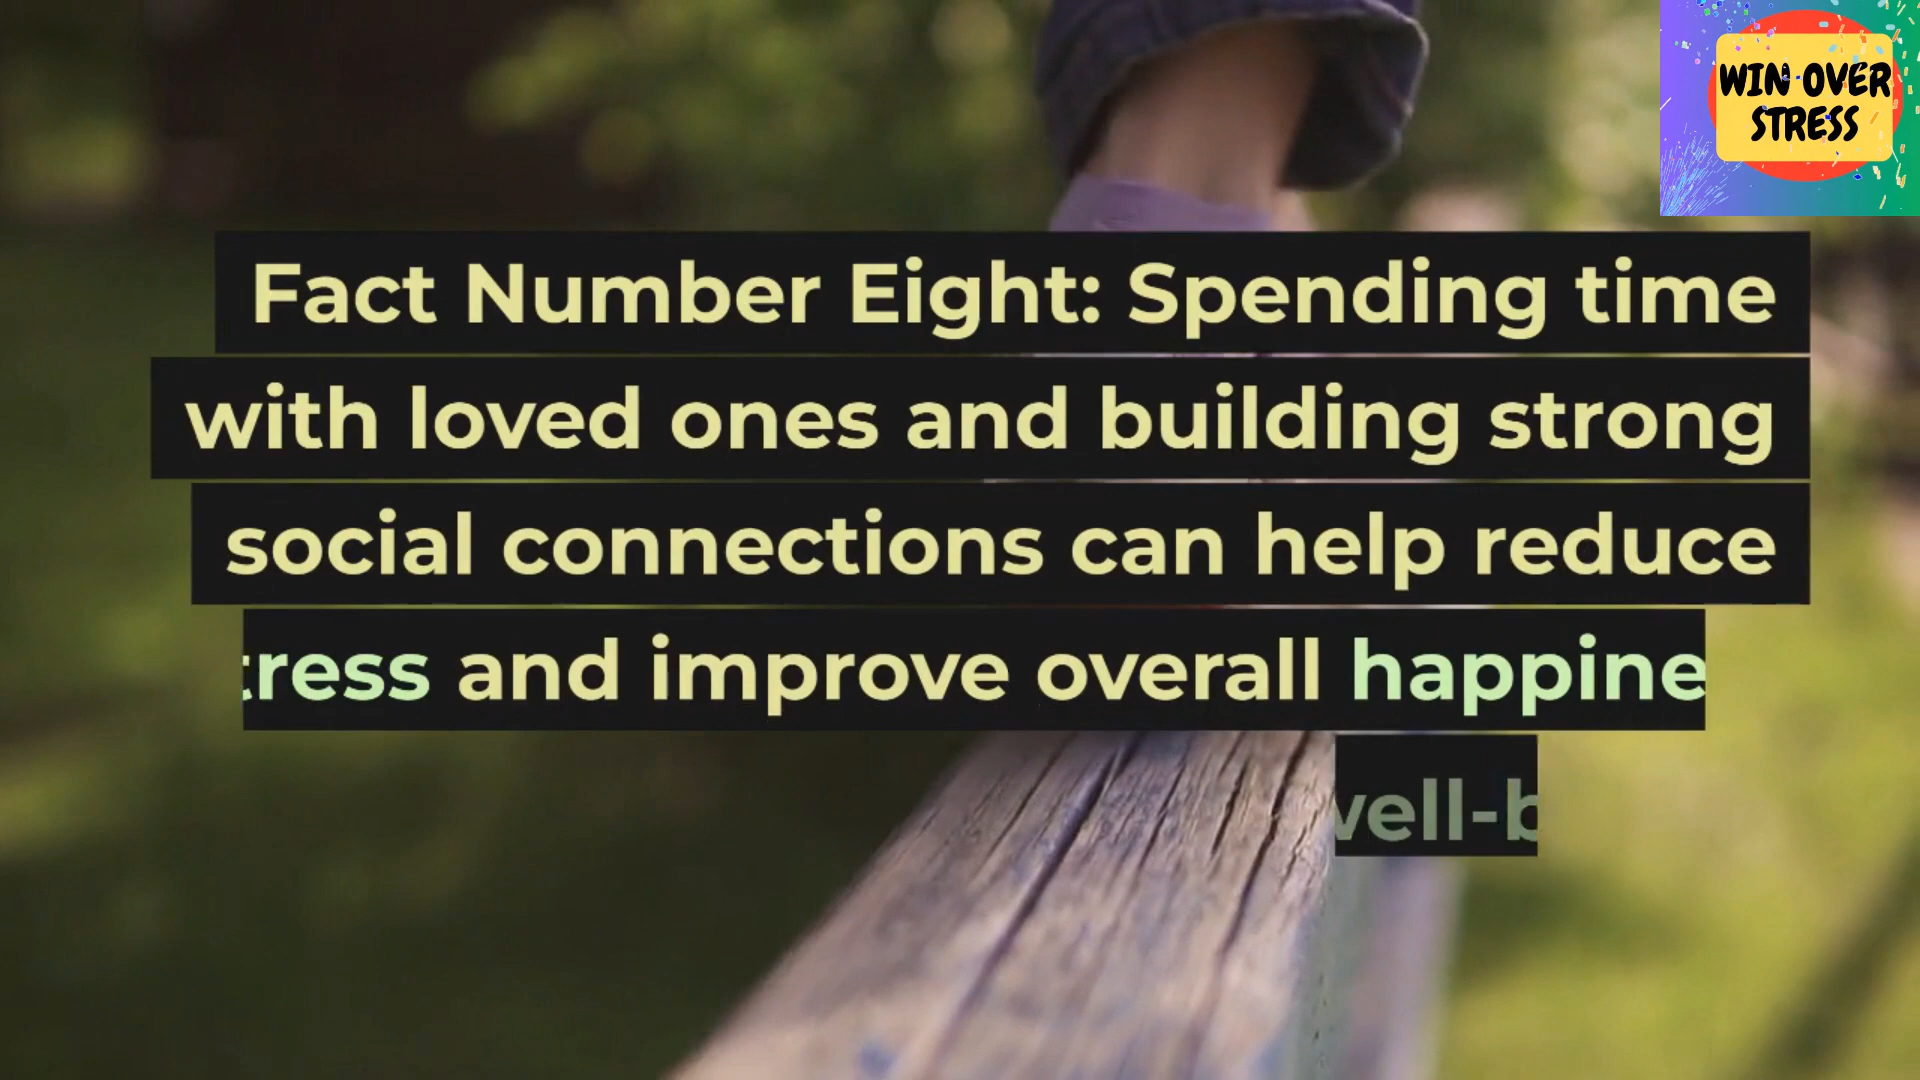 WIN OVER
STRESS
Fact Number Eight: Spending time
with loved ones and building strong
social connections can help reduce
tress and improve overall happine
well-b